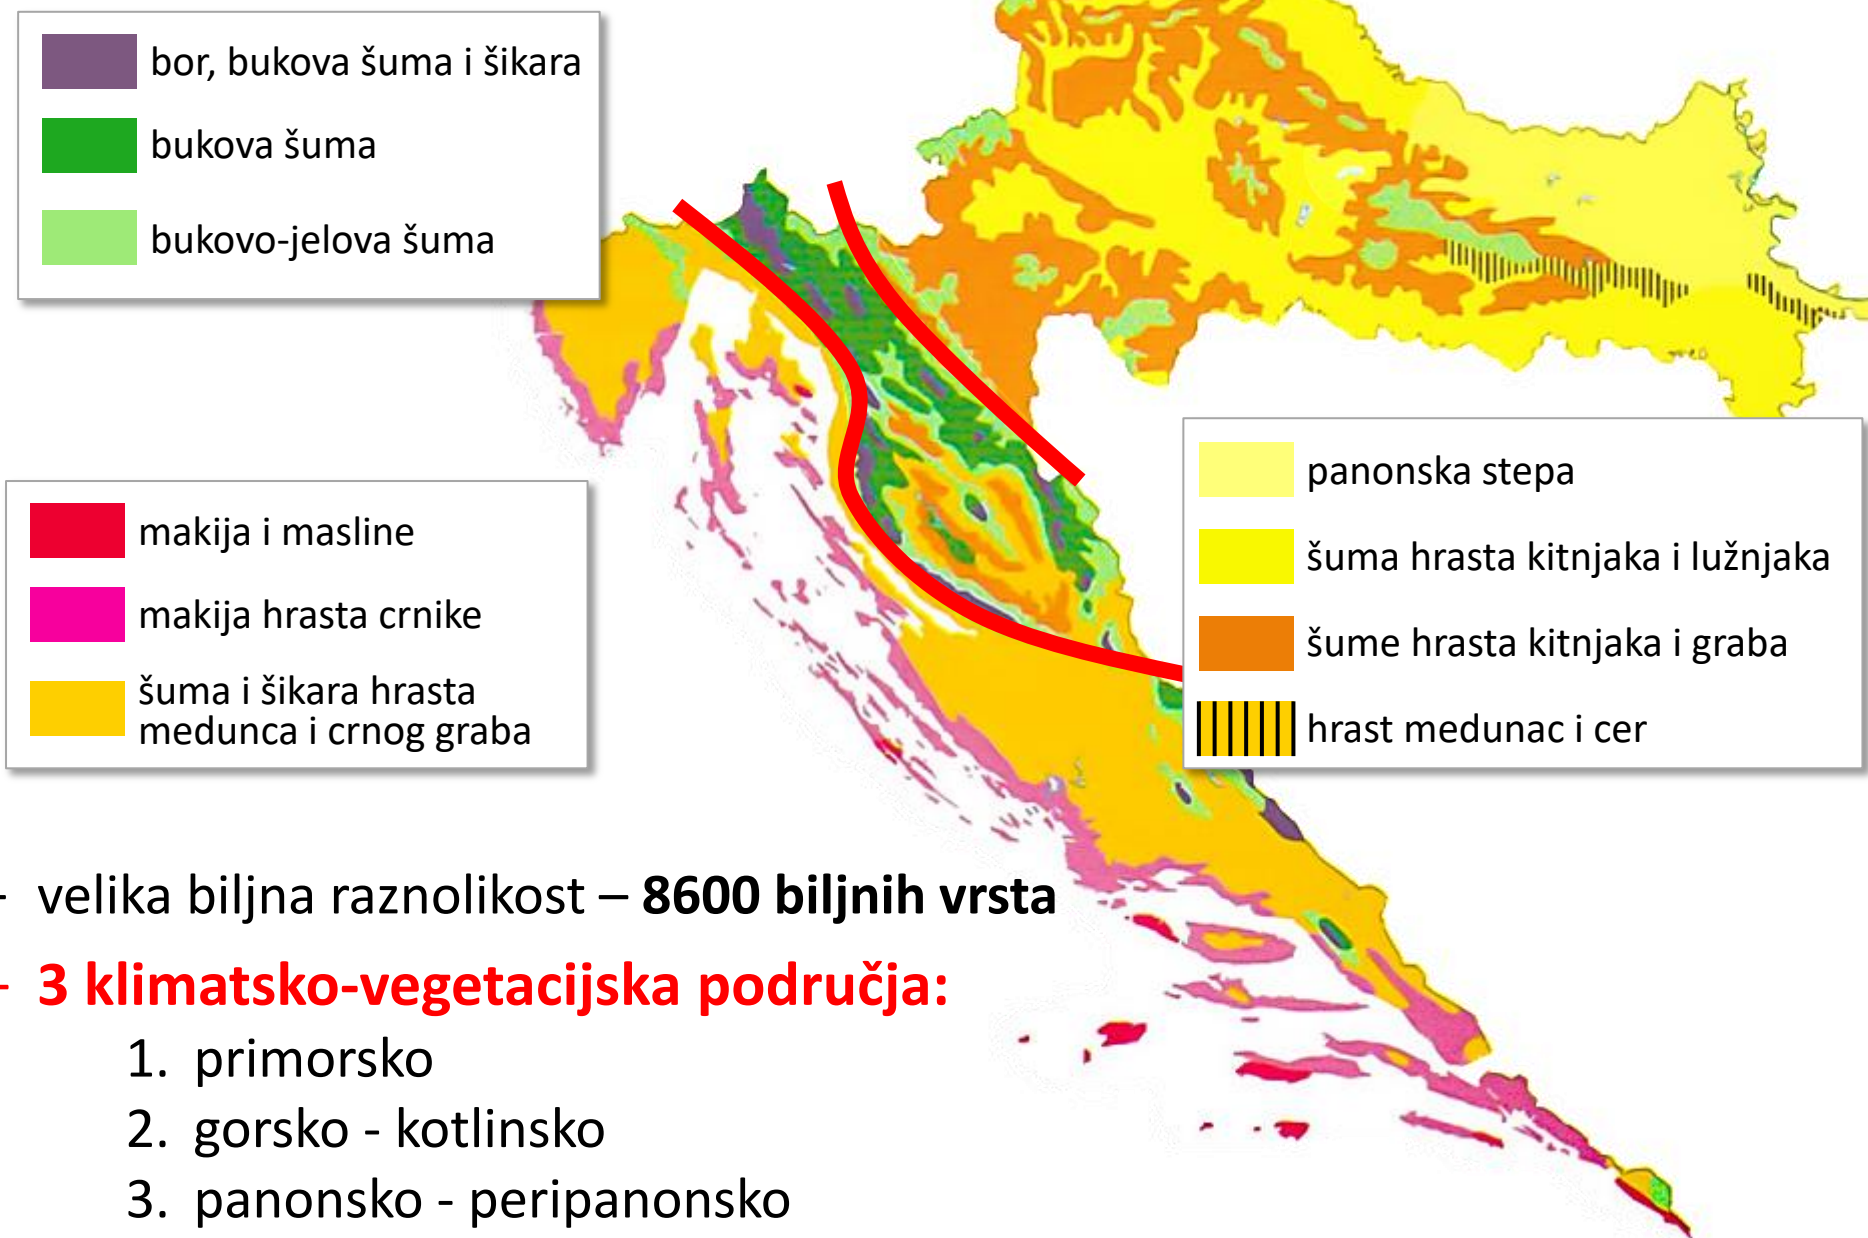 bor, bukova šuma i šikara
bukova šuma
bukovo-jelova šuma
makija i masline
makija hrasta crnike
šuma i šikara hrasta
medunca i crnog graba
panonska stepa
šuma hrasta kitnjaka i lužnjaka
šume hrasta kitnjaka i graba
hrast medunac i cer
- velika biljna raznolikost – 8600 biljnih vrsta
- 3 klimatsko-vegetacijska područja:
1. primorsko
2. gorsko - kotlinsko
3. panonsko - peripanonsko